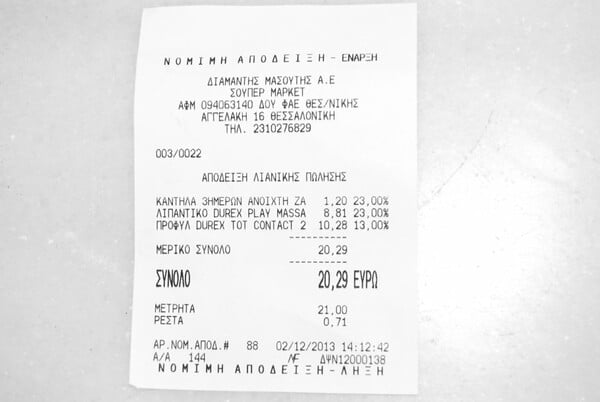 ΝΟΜΙΜΗ ΑΠΟΔΕΙΞΗ - ΕΝΑΡΞΗ
ΔΙΑΜΑΝΤΗΣ ΜΑΣΟΥΤΗΣ Α.Ε
ΣΟΥΠΕΡ ΜΑΡΚΕΤ
ΑΦΜ 094063140 ΔΟΥ ΦΑΕ ΘΕΣ/ΝΙΚΗΣ
ΑΓΓΕΛΑΚΗ 16 ΘΕΣΣΑΛΟΝΙΚΗ
ΤΗΛ. 2310276829
003/0022
ΑΠΟΔΕΙΞΗ ΛΙΑΝΙΚΗΣ ΠΩΛΗΣΗΣ
ΚΑΝΤΗΛΑ 3ΗΜΕΡΩΝ ΑΝΟΙΧΤΗ ΖΑ 1,20 23,00%
ΛΙΠΑΝΤΙΚΟ DUREX PLAY MASSA 8,81 23,00%
ΠΡΟΦΥΛ DUREX TOT CONTACT 2 10,28 13,00%
----------
ΜΕΡΙΚΟ ΣΥΝΟΛΟ 20,29
----------
ΣΥΝΟΛΟ 20,29 ΕΥΡΩ
ΜΕΤΡΗΤΑ 21,00
ΡΕΣΤΑ 0,71
ΑΡ.ΝΟΜ.ΑΠΟΔ.# 88 02/12/2013 14:12:42
Α/Α 144 ΔΨΝ12000138
ΝΟΜΙΜΗ ΑΠΟΔΕΙΞΗ - ΛΗΞΗ